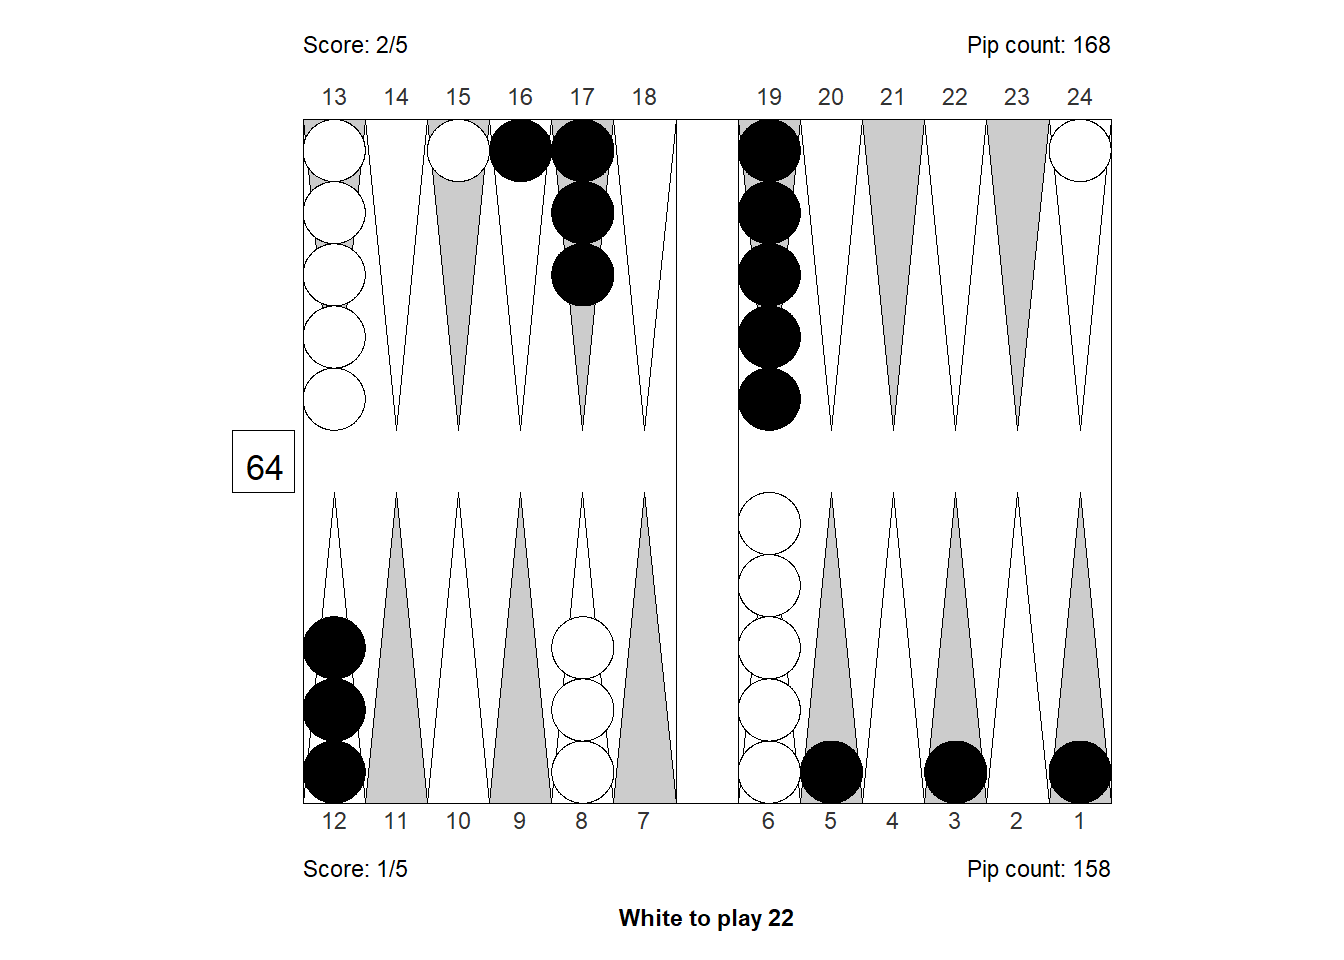 Score: 2/5 Pip count: 168
13 14 15 16 17 18 19 20 21 22 23 24
64
12 11 10 9 8 7 6 5 4 3 2 1
Score: 1/5 Pip count: 158
White to play 22